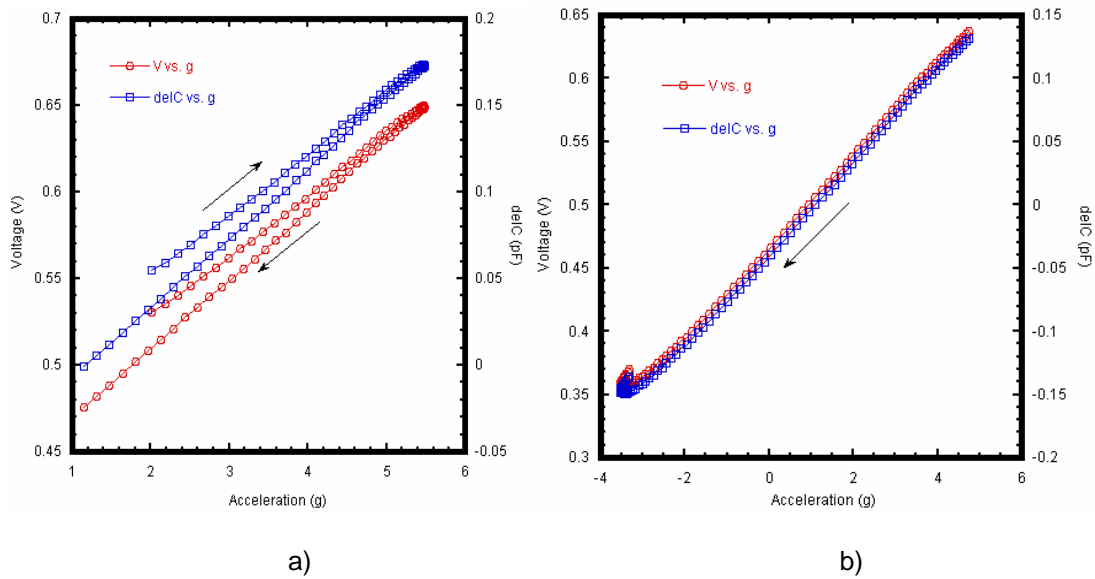 0.7
0.65
0.6
0.55
0.5
0.45
Voltage (V)
V vs. g
delC vs. g
0.2
0.15
0.1
0.05
0
-0.05
delC (pF)
1 2 3 4 5 6
Acceleration (g)
a)
0.65
0.6
0.55
0.5
0.45
0.4
0.35
0.3
Voltage (V)
V vs. g
delC vs. g
0.15
0.1
0.05
0
-0.05
-0.1
-0.15
-0.2
delC (pF)
-4 -2 0 2 4 6
Acceleration (g)
b)